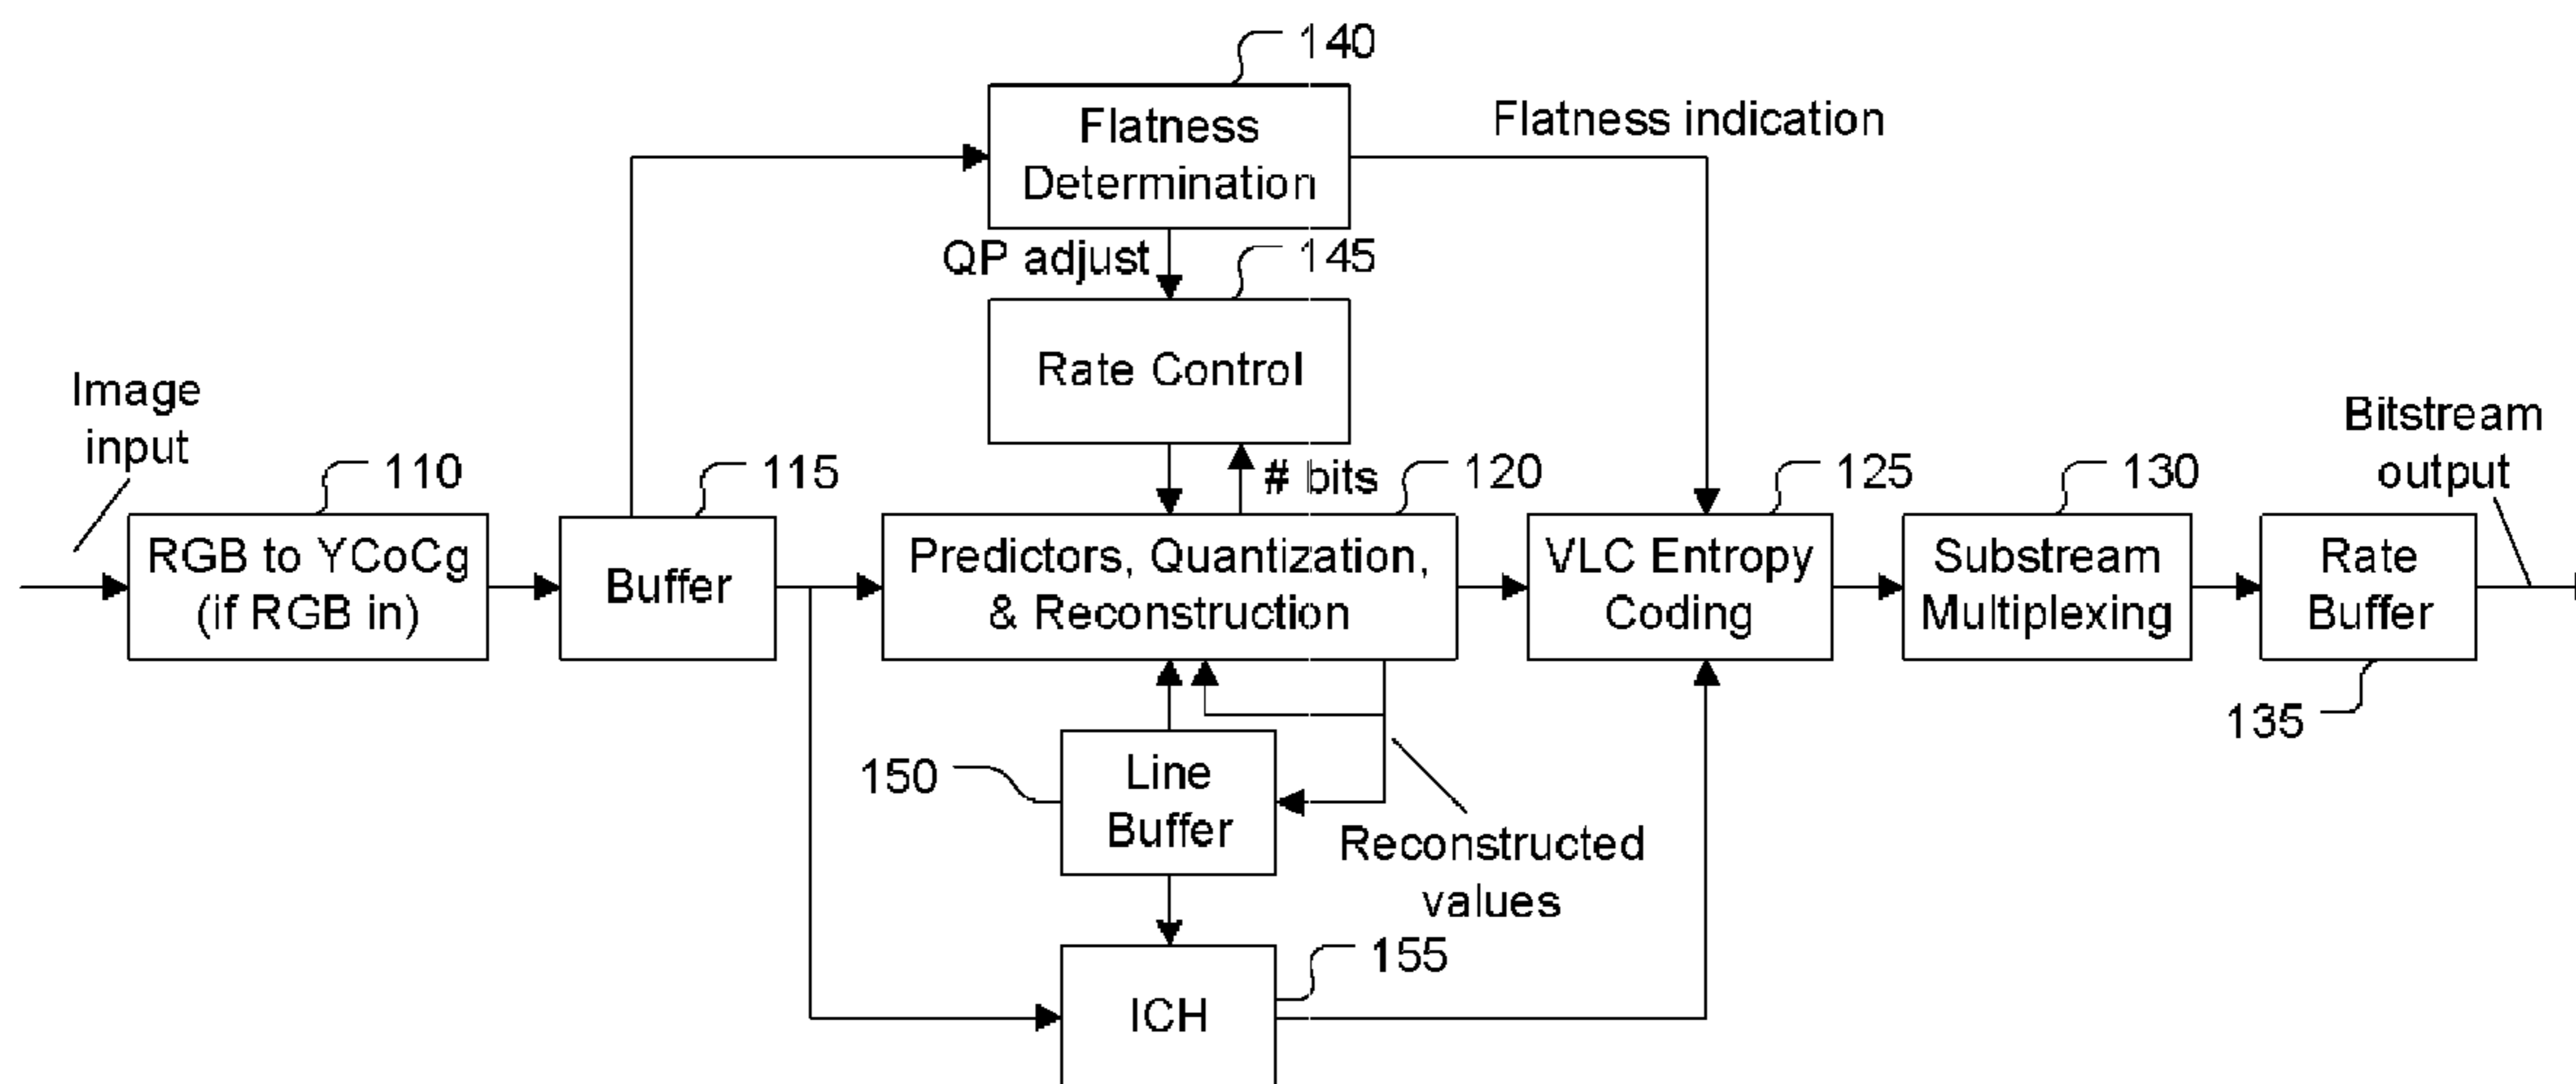 140
Flatness
Determination
Flatness indication
QP adjust
145
Rate Control
Image
input
110
115
# bits
120
125
130
Bitstream
output
RGB to YCoCg
(if RGB in)
Buffer
Predictors, Quantization,
& Reconstruction
VLC Entropy
Coding
Substream
Multiplexing
Rate
Buffer
135
150
Line
Buffer
Reconstructed
values
155
ICH